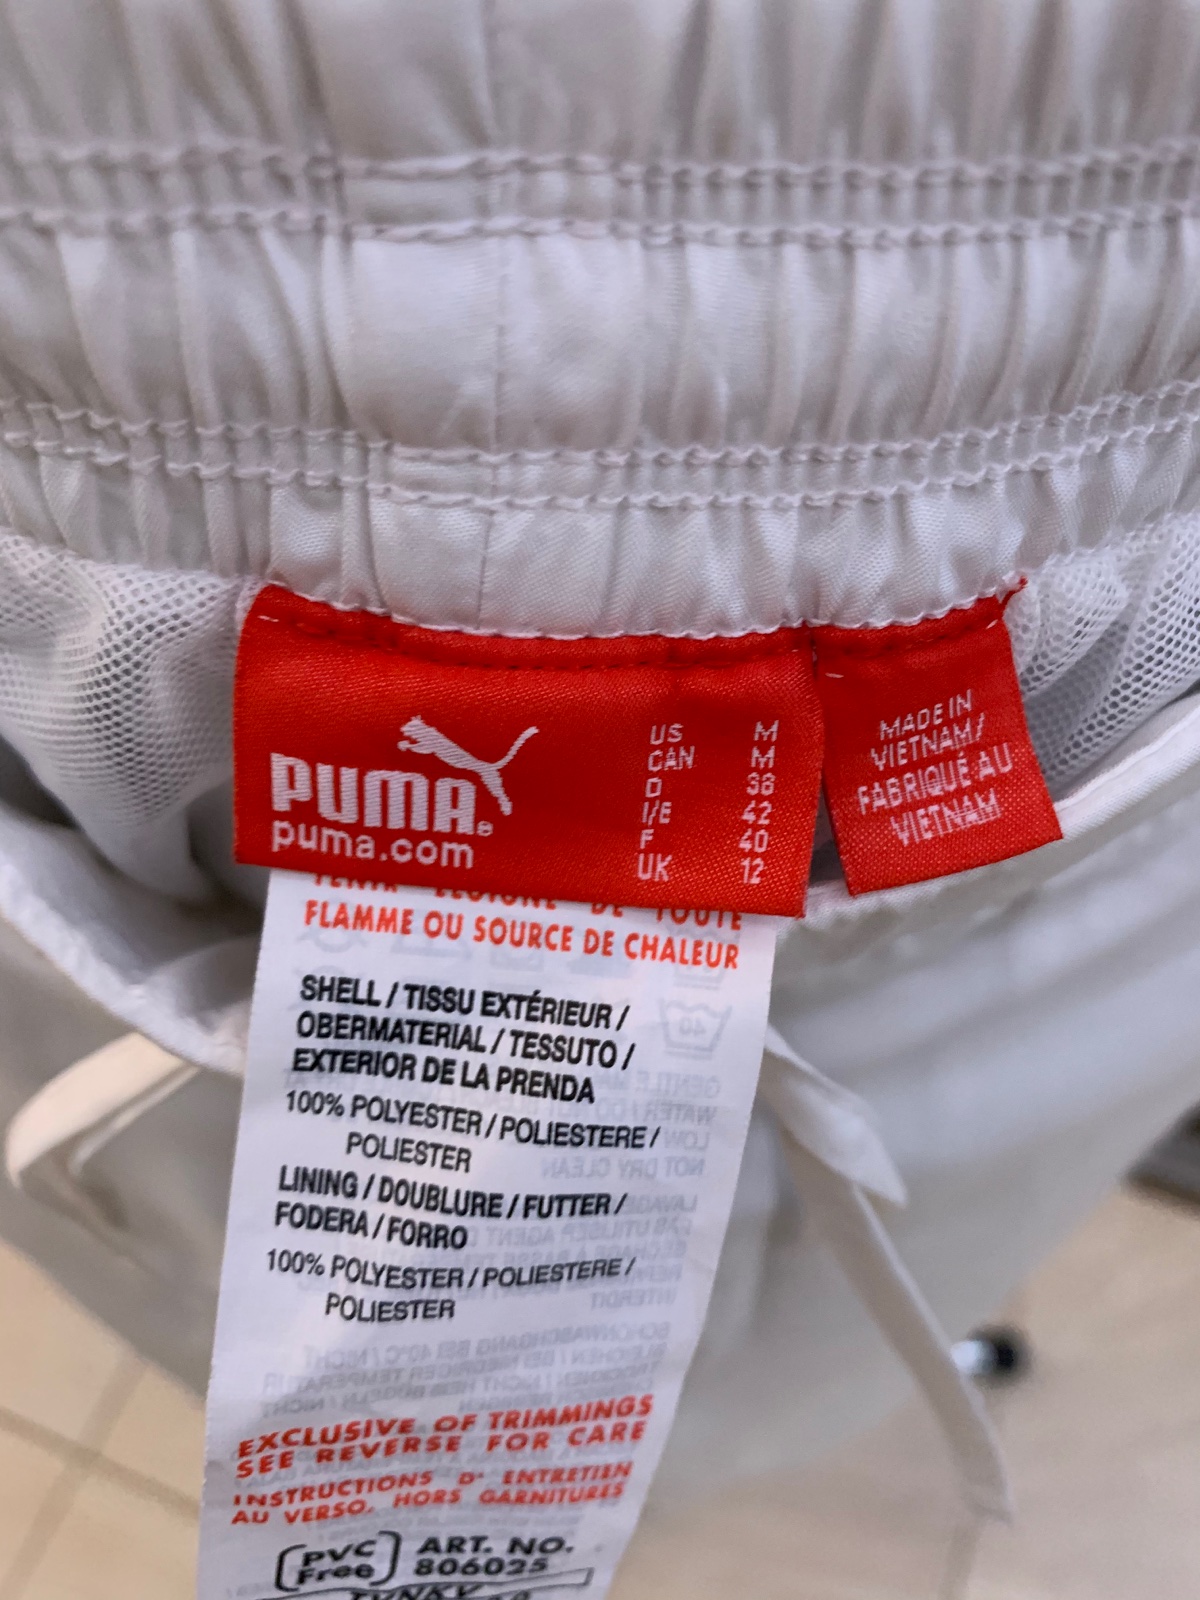 PUMA®
puma.com
US M
CAN M
D 38
I/E 42
F 40
UK 12
MADE IN
VIETNAM/
FABRIQUÉ AU
VIETNAM
DE TOUTE
FLAMME OU SOURCE DE CHALEUR
SHELL / TISSU EXTÉRIEUR /
OBERMATERIAL / TESSUTO /
EXTERIOR DE LA PRENDA
100% POLYESTER / POLIESTERE /
POLIESTER
LINING / DOUBLURE / FUTTER /
FODERA / FORRO
100% POLYESTER / POLIESTERE /
POLIESTER
EXCLUSIVE OF TRIMMINGS
SEE REVERSE FOR CARE
INSTRUCTIONS D' ENTRETIEN
AU VERSO. HORS GARNITURES
PVC
Free
ART. NO.
806025